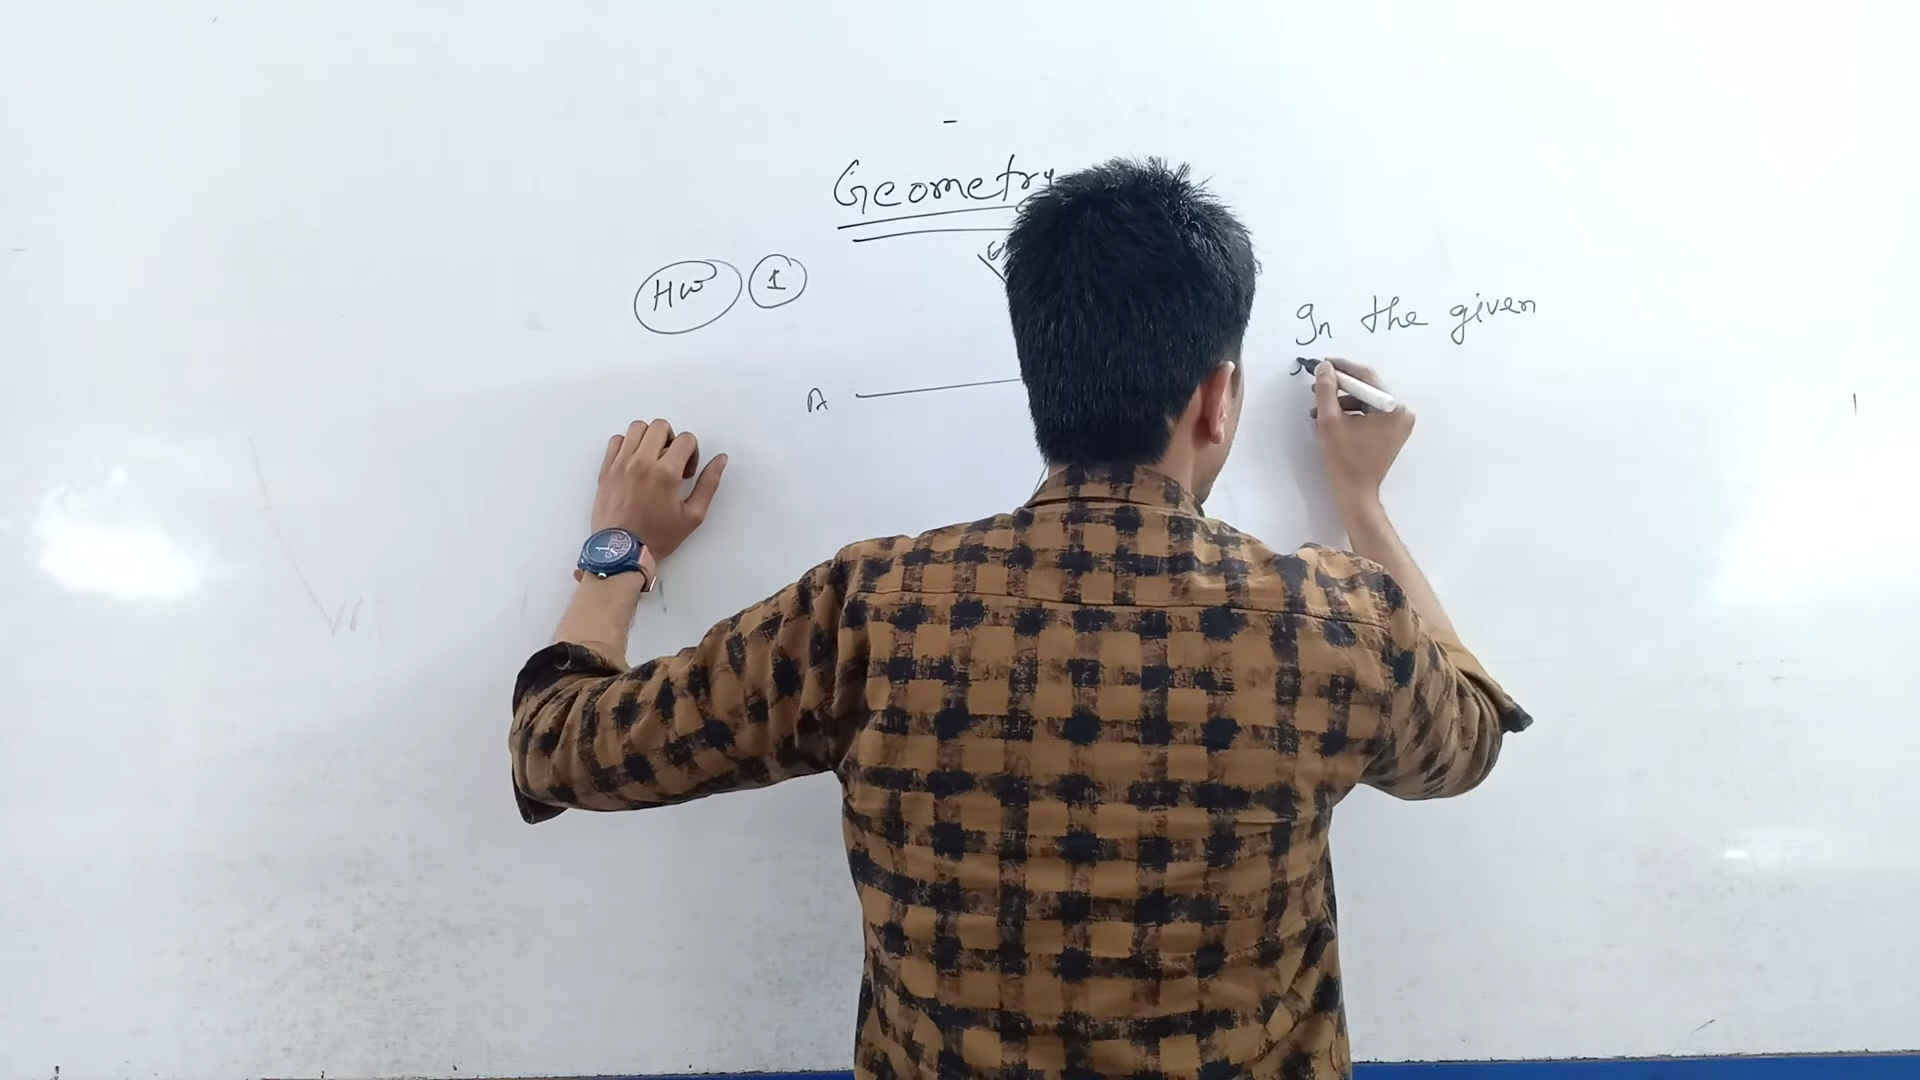 Geometry
HW 1
In the given
A